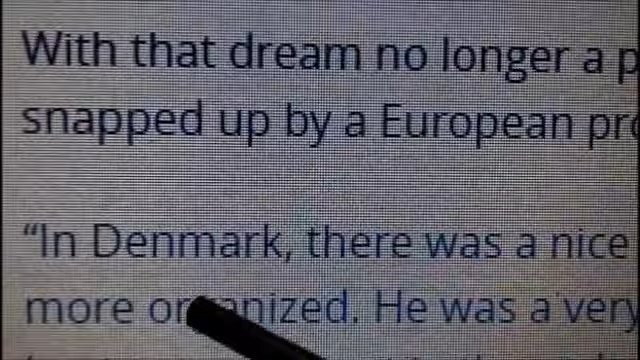 With that dream no longer a p
snapped up by a European pro
“In Denmark, there was a nice
more organized. He was a very